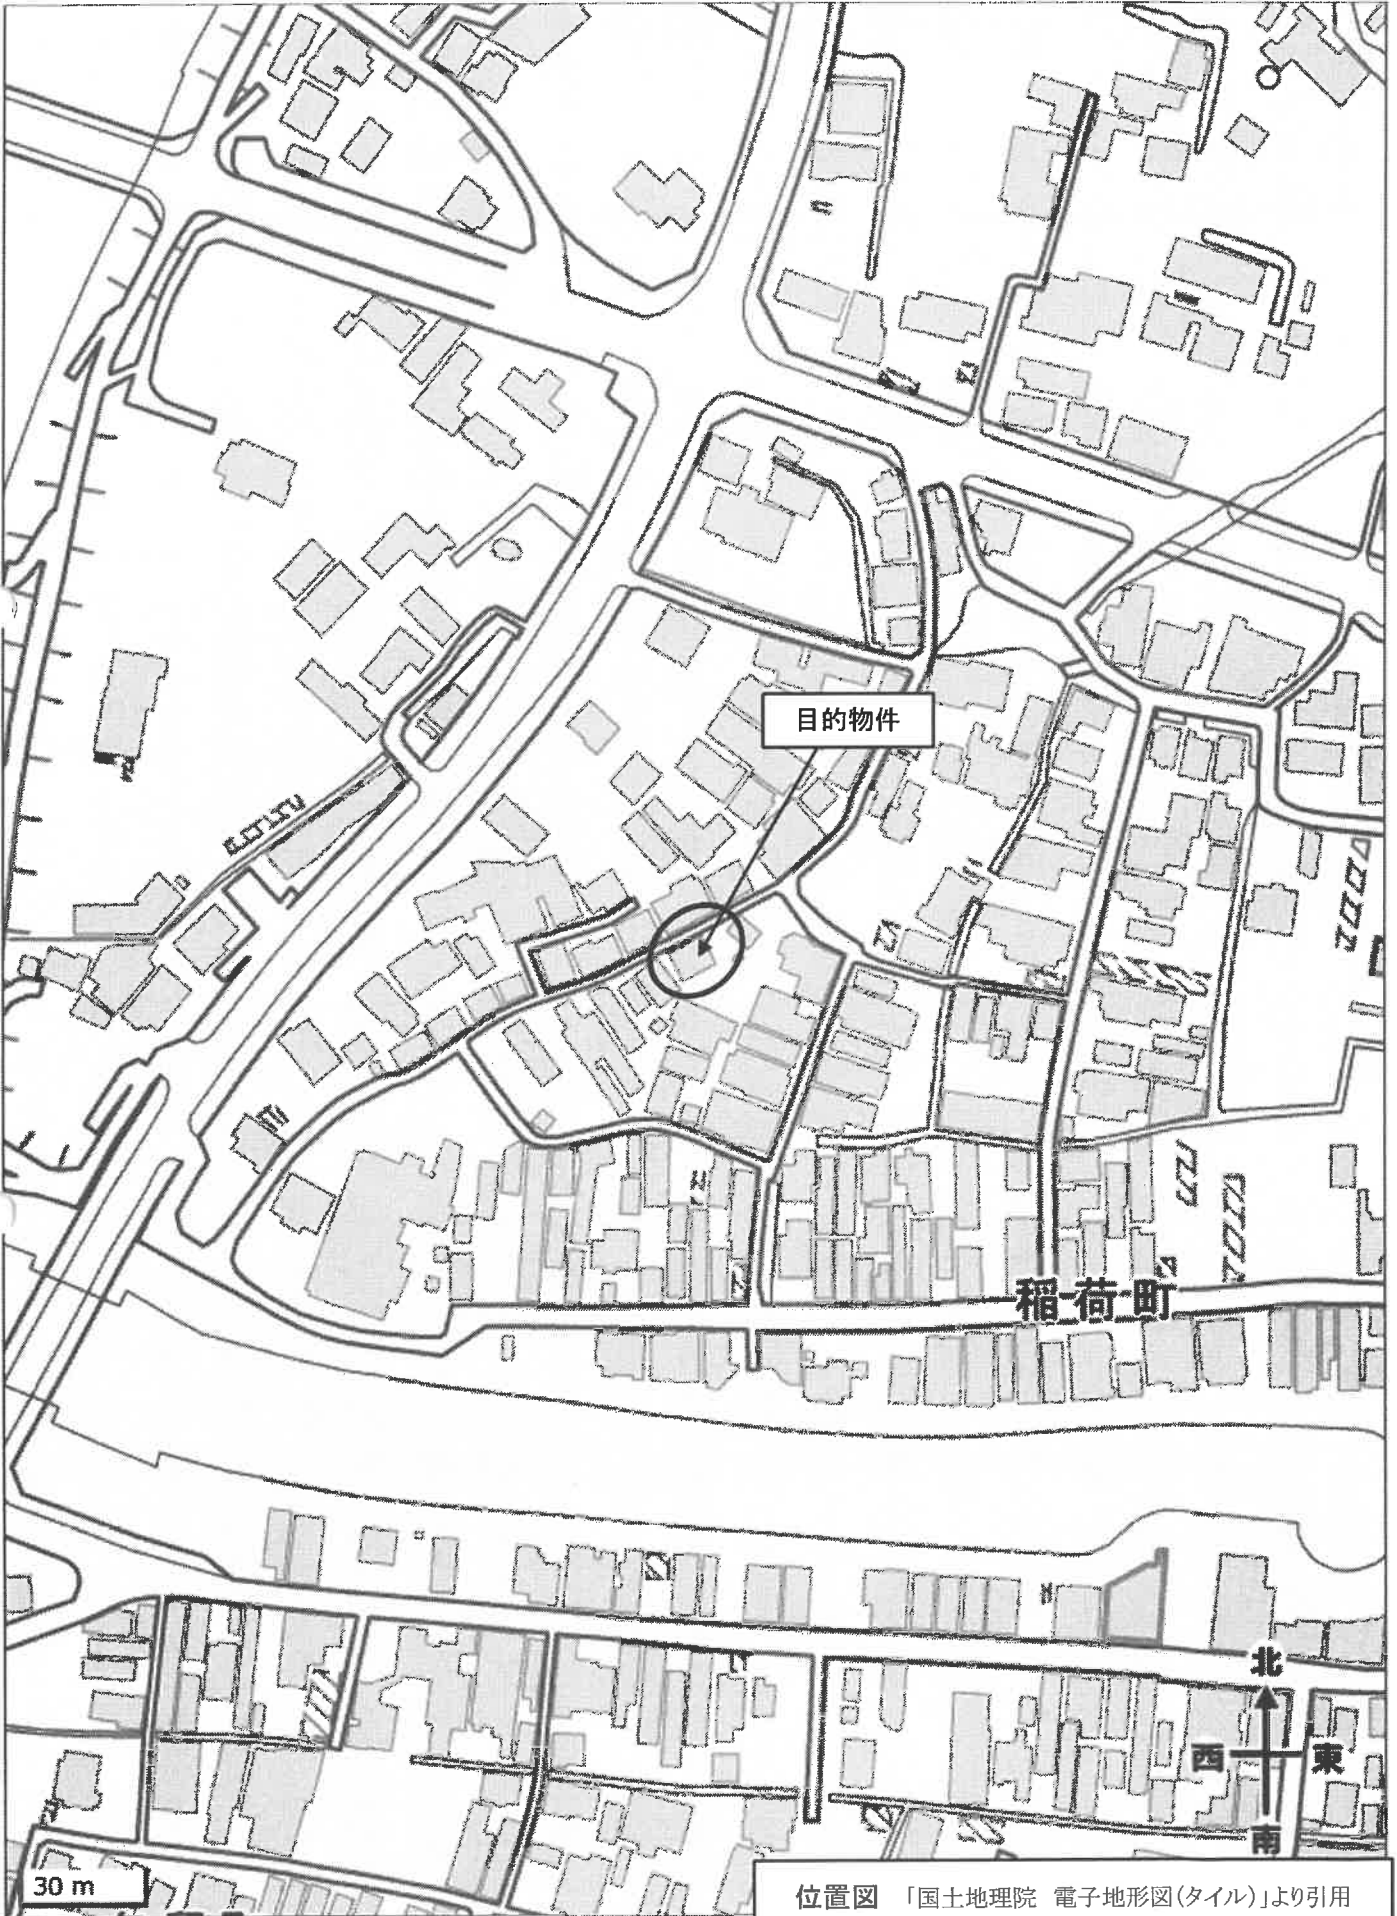 目的物件
稲荷町
北
西 東
南
30 m
位置図 「国土地理院 電子地形図(タイル)」より引用